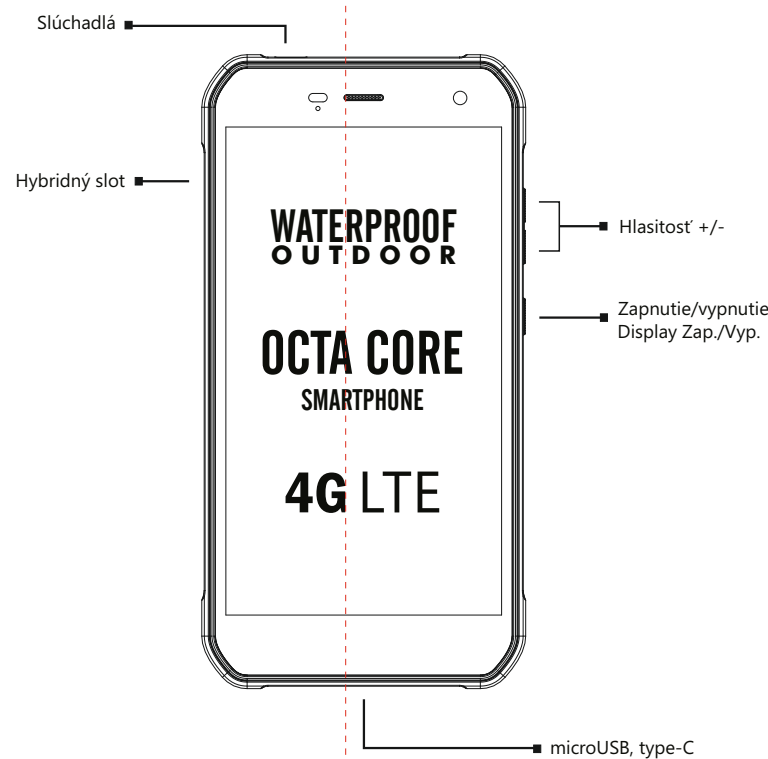 Slúchadlá
Hybridný slot
WATERPROOF
OUTDOOR
OCTA CORE
SMARTPHONE
4G LTE
Hlasitosť +/-
Zapnutie/vypnutie
Display Zap./Vyp.
microUSB, type-C